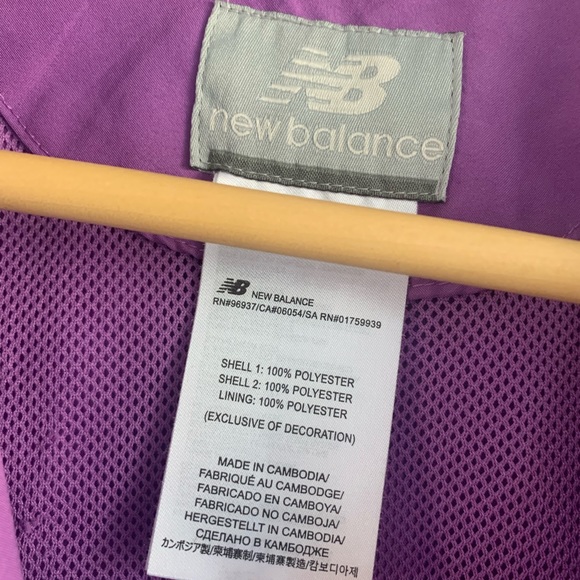 NB
new balance
NB NEW BALANCE
RN#96937/CA#06054/SA RN#01759939
SHELL 1: 100% POLYESTER
SHELL 2: 100% POLYESTER
LINING: 100% POLYESTER
(EXCLUSIVE OF DECORATION)
MADE IN CAMBODIA/
FABRIQUÉ AU CAMBODGE/
FABRICADO EN CAMBOYA/
FABRICADO NO CAMBOJA/
HERGESTELLT IN CAMBODIA/
СДЕЛАНО В КАМБОДЖЕ
カンボジア製/柬埔寨製/柬埔寨製造/캄보디아제